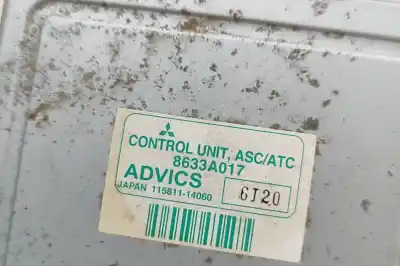 CONTROL UNIT, ASC/ATC
8633A017
ADVICS
JAPAN 115811-14060
6J20